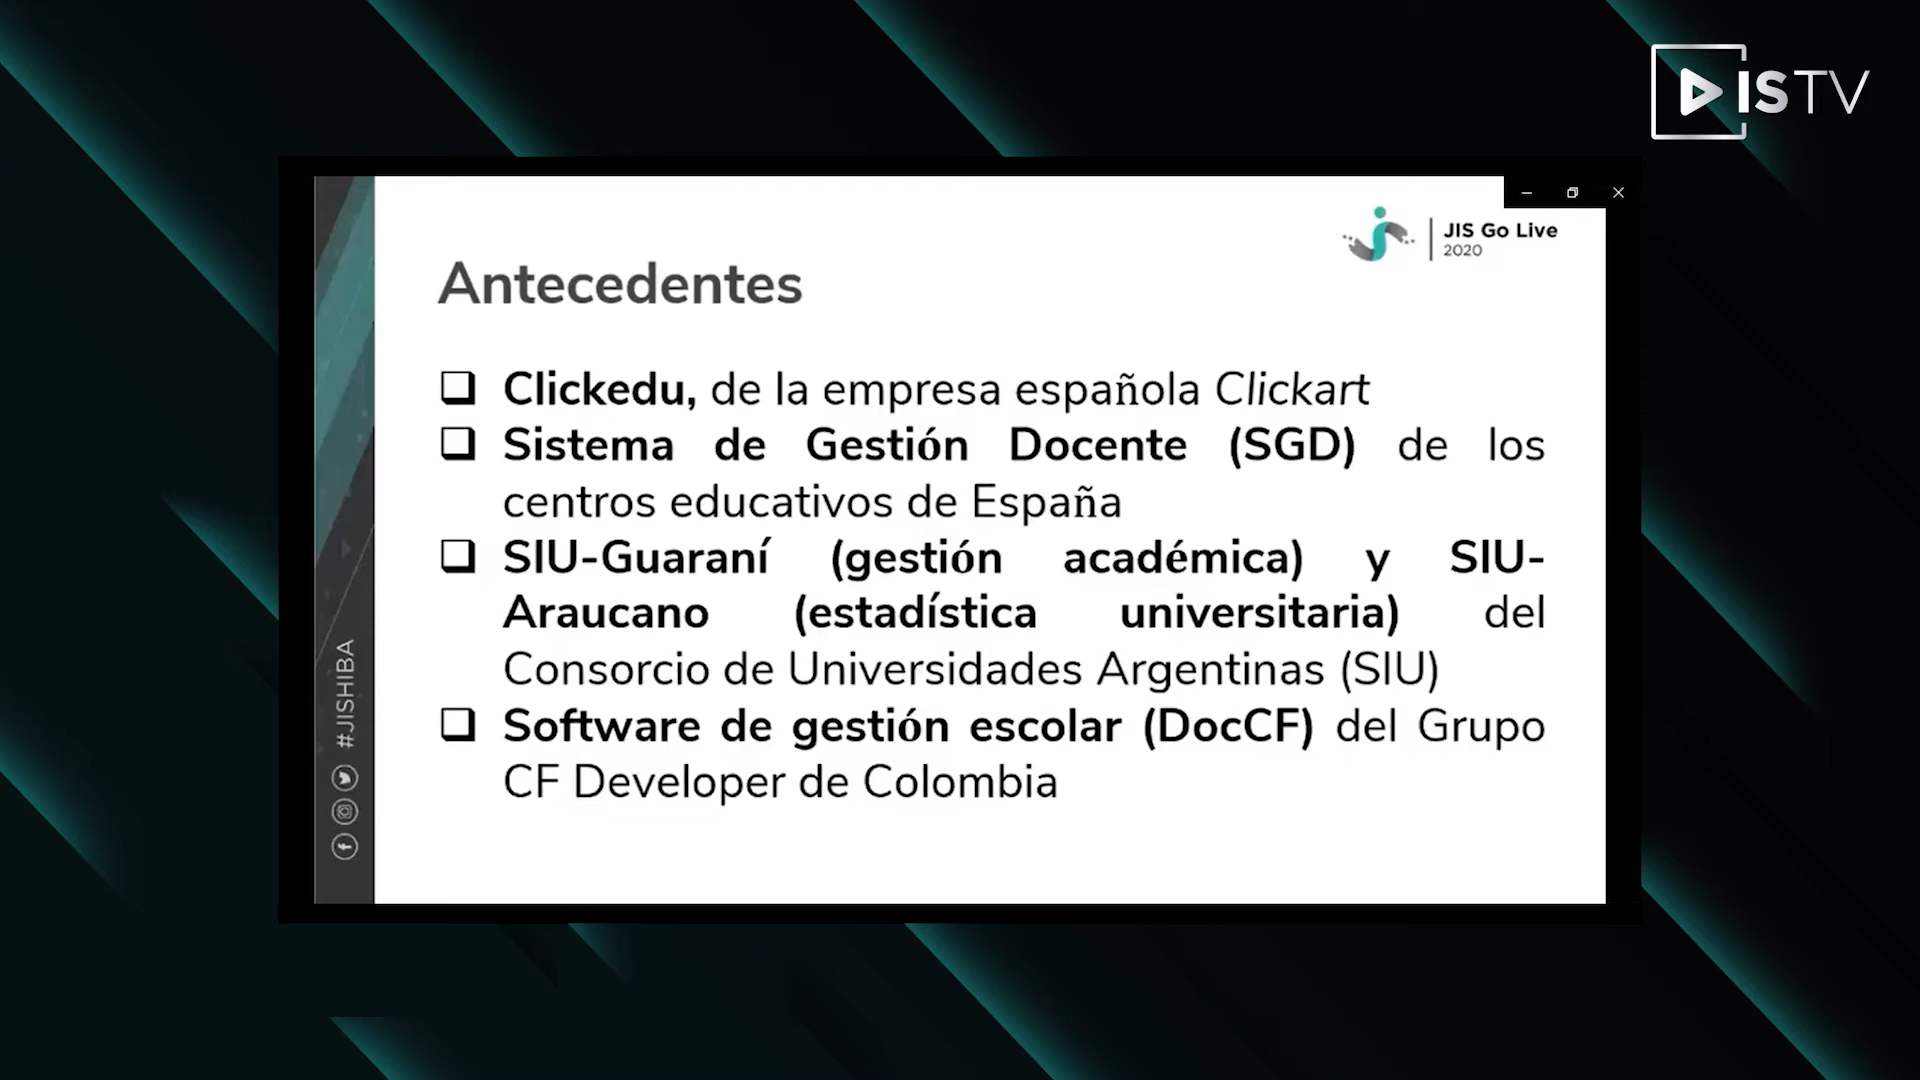 ISTV
JIS Go Live
2020
Antecedentes
Clickedu, de la empresa española Clickart
Sistema de Gestión Docente (SGD) de los
centros educativos de España
SIU-Guaraní (gestión académica) y SIU-
Araucano (estadística universitaria) del
Consorcio de Universidades Argentinas (SIU)
Software de gestión escolar (DocCF) del Grupo
CF Developer de Colombia
#JISHIBA